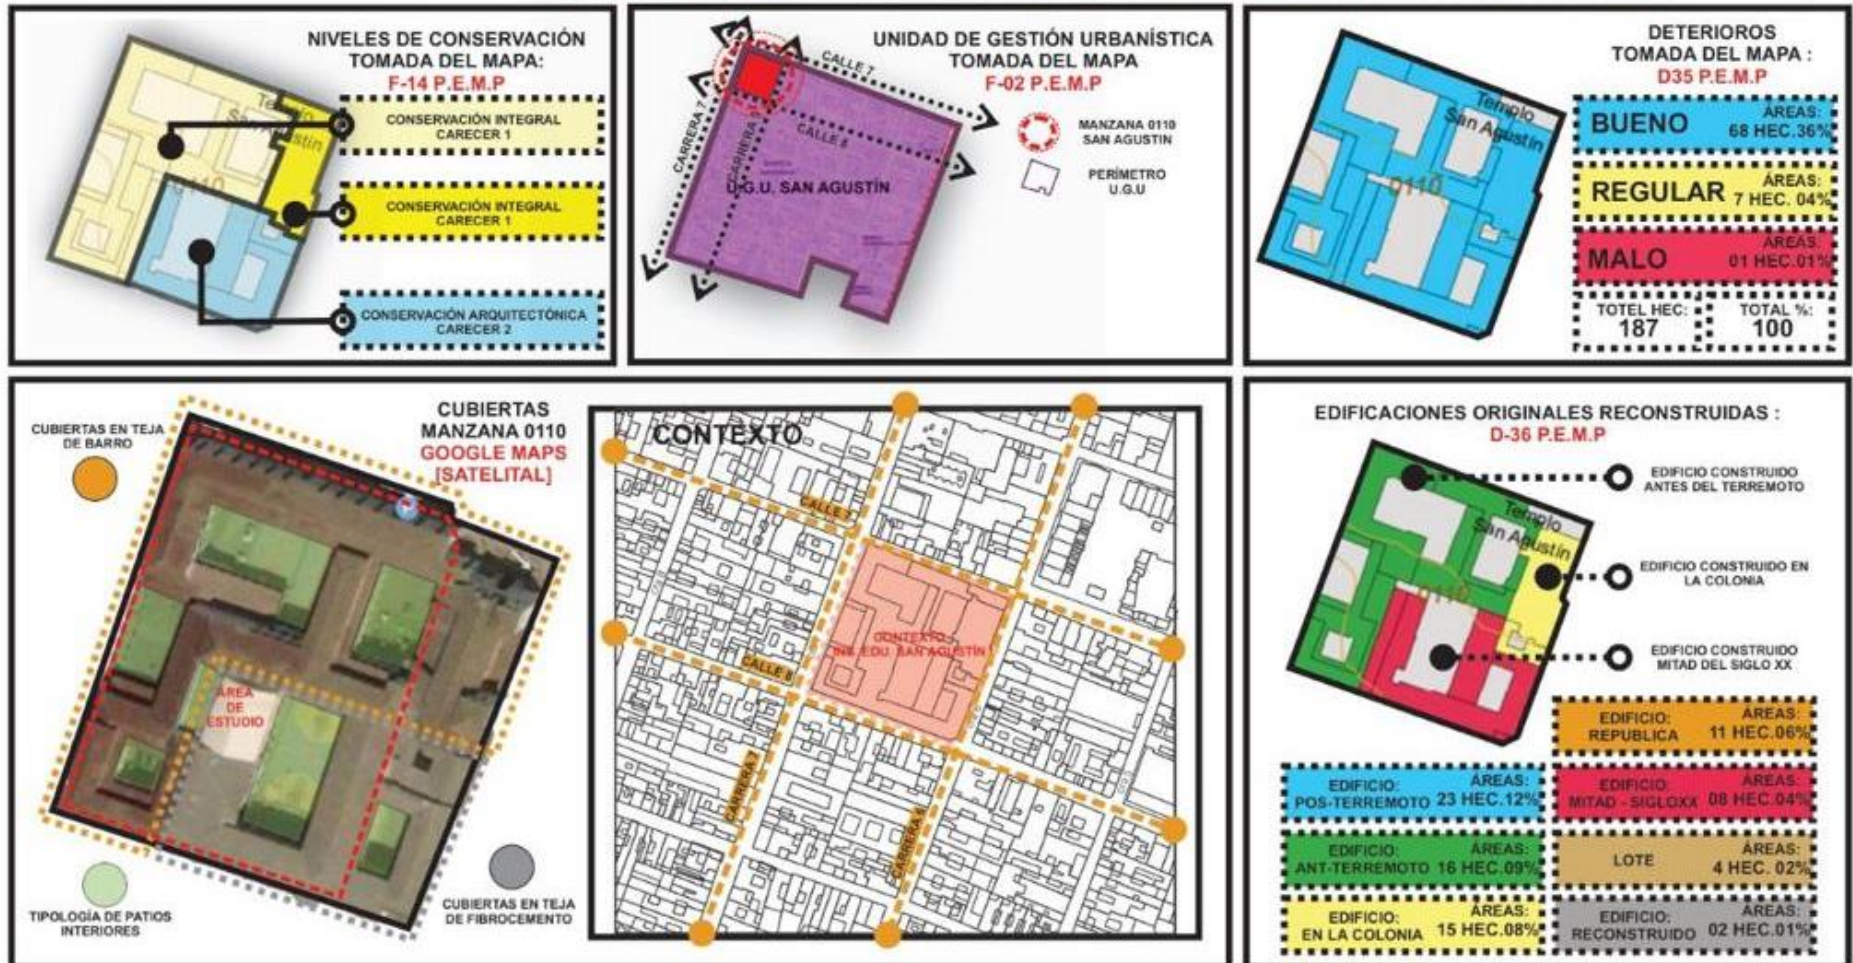 NIVELES DE CONSERVACIÓN
TOMADA DEL MAPA:
F-14 P.E.M.P
Templo
San Agustín
0110
CONSERVACIÓN INTEGRAL
CARECER 1
CONSERVACIÓN INTEGRAL
CARECER 1
CONSERVACIÓN ARQUITECTÓNICA
CARECER 2
UNIDAD DE GESTIÓN URBANÍSTICA
TOMADA DEL MAPA
F-02 P.E.M.P
CALLE 7
CALLE 8
CARRERA 7
CARRERA
U.G.U. SAN AGUSTÍN
MANZANA 0110
SAN AGUSTIN
PERÍMETRO
U.G.U
DETERIOROS
TOMADA DEL MAPA :
D35 P.E.M.P
Templo
San Agustín
0110
BUENO
ÁREAS:
68 HEC.36%
REGULAR
ÁREAS:
7 HEC. 04%
MALO
ÁREAS:
01 HEC.01%
TOTEL HEC:
187
TOTAL %:
100
CUBIERTAS EN TEJA
DE BARRO
CUBIERTAS
MANZANA 0110
GOOGLE MAPS
[SATELITAL]
ÁREA
DE
ESTUDIO
TIPOLOGÍA DE PATIOS
INTERIORES
CUBIERTAS EN TEJA
DE FIBROCEMENTO
CONTEXTO
CALLE 7
CALLE 8
CARRERA 7
CARRERA 6
CONTEXTO
INS. EDU. SAN AGUSTÍN
EDIFICACIONES ORIGINALES RECONSTRUIDAS :
D-36 P.E.M.P
Templo
San Agustín
0110
EDIFICIO CONSTRUIDO
ANTES DEL TERREMOTO
EDIFICIO CONSTRUIDO EN
LA COLONIA
EDIFICIO CONSTRUIDO
MITAD DEL SIGLO XX
EDIFICIO:
REPUBLICA
ÁREAS:
11 HEC.06%
EDIFICIO:
POS-TERREMOTO
ÁREAS:
23 HEC.12%
EDIFICIO:
MITAD - SIGLOXX
ÁREAS:
08 HEC.04%
EDIFICIO:
ANT-TERREMOTO
ÁREAS:
16 HEC.09%
LOTE
ÁREAS:
4 HEC. 02%
EDIFICIO:
EN LA COLONIA
ÁREAS:
15 HEC.08%
EDIFICIO:
RECONSTRUIDO
ÁREAS:
02 HEC.01%